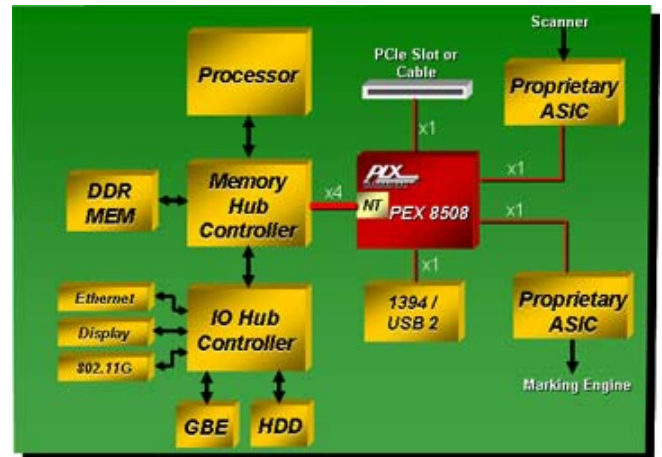 Scanner
Processor
PCIe Slot or
Cable
Proprietary
ASIC
x1
DDR
MEM
Memory
Hub
Controller
x4
PLX
x1
NT
PEX 8508
x1
x1
Ethernet
Display
802.11G
IO Hub
Controller
1394 /
USB 2
Proprietary
ASIC
GBE
HDD
Marking Engine